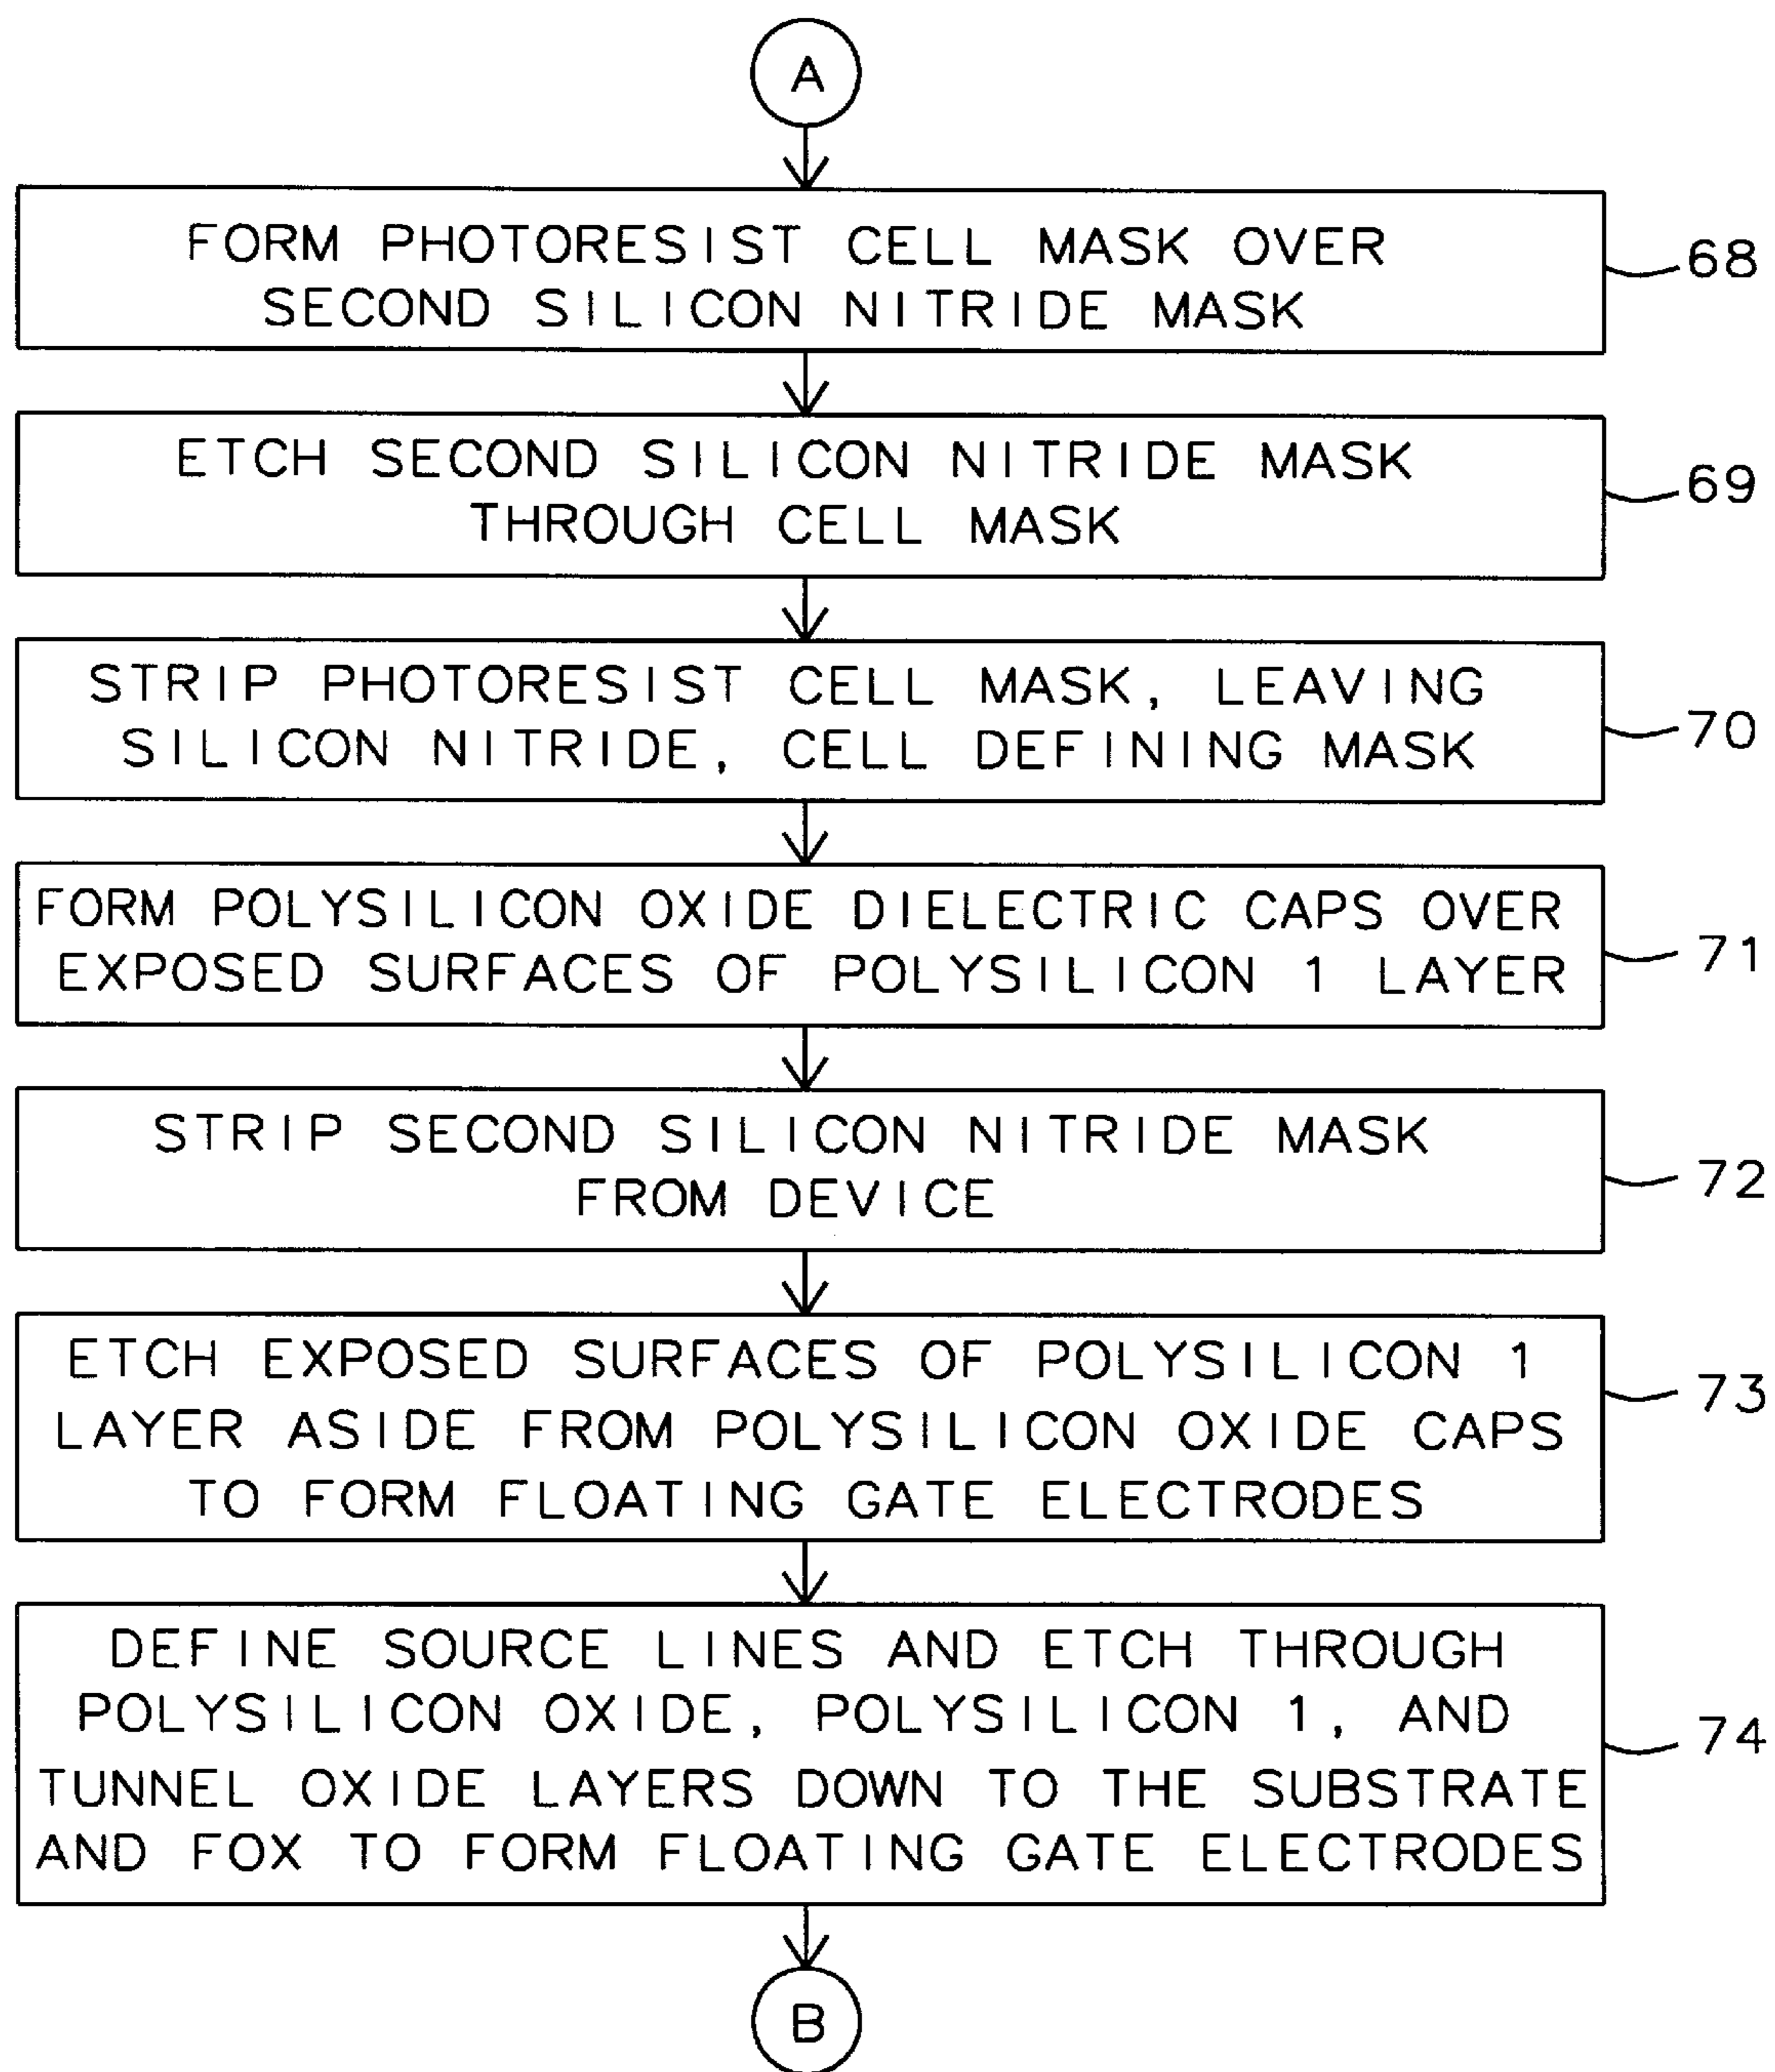 A
FORM PHOTORESIST CELL MASK OVER
SECOND SILICON NITRIDE MASK
68
ETCH SECOND SILICON NITRIDE MASK
THROUGH CELL MASK
69
STRIP PHOTORESIST CELL MASK, LEAVING
SILICON NITRIDE, CELL DEFINING MASK
70
FORM POLYSILICON OXIDE DIELECTRIC CAPS OVER
EXPOSED SURFACES OF POLYSILICON 1 LAYER
71
STRIP SECOND SILICON NITRIDE MASK
FROM DEVICE
72
ETCH EXPOSED SURFACES OF POLYSILICON 1
LAYER ASIDE FROM POLYSILICON OXIDE CAPS
TO FORM FLOATING GATE ELECTRODES
73
DEFINE SOURCE LINES AND ETCH THROUGH
POLYSILICON OXIDE, POLYSILICON 1, AND
TUNNEL OXIDE LAYERS DOWN TO THE SUBSTRATE
AND FOX TO FORM FLOATING GATE ELECTRODES
74
B